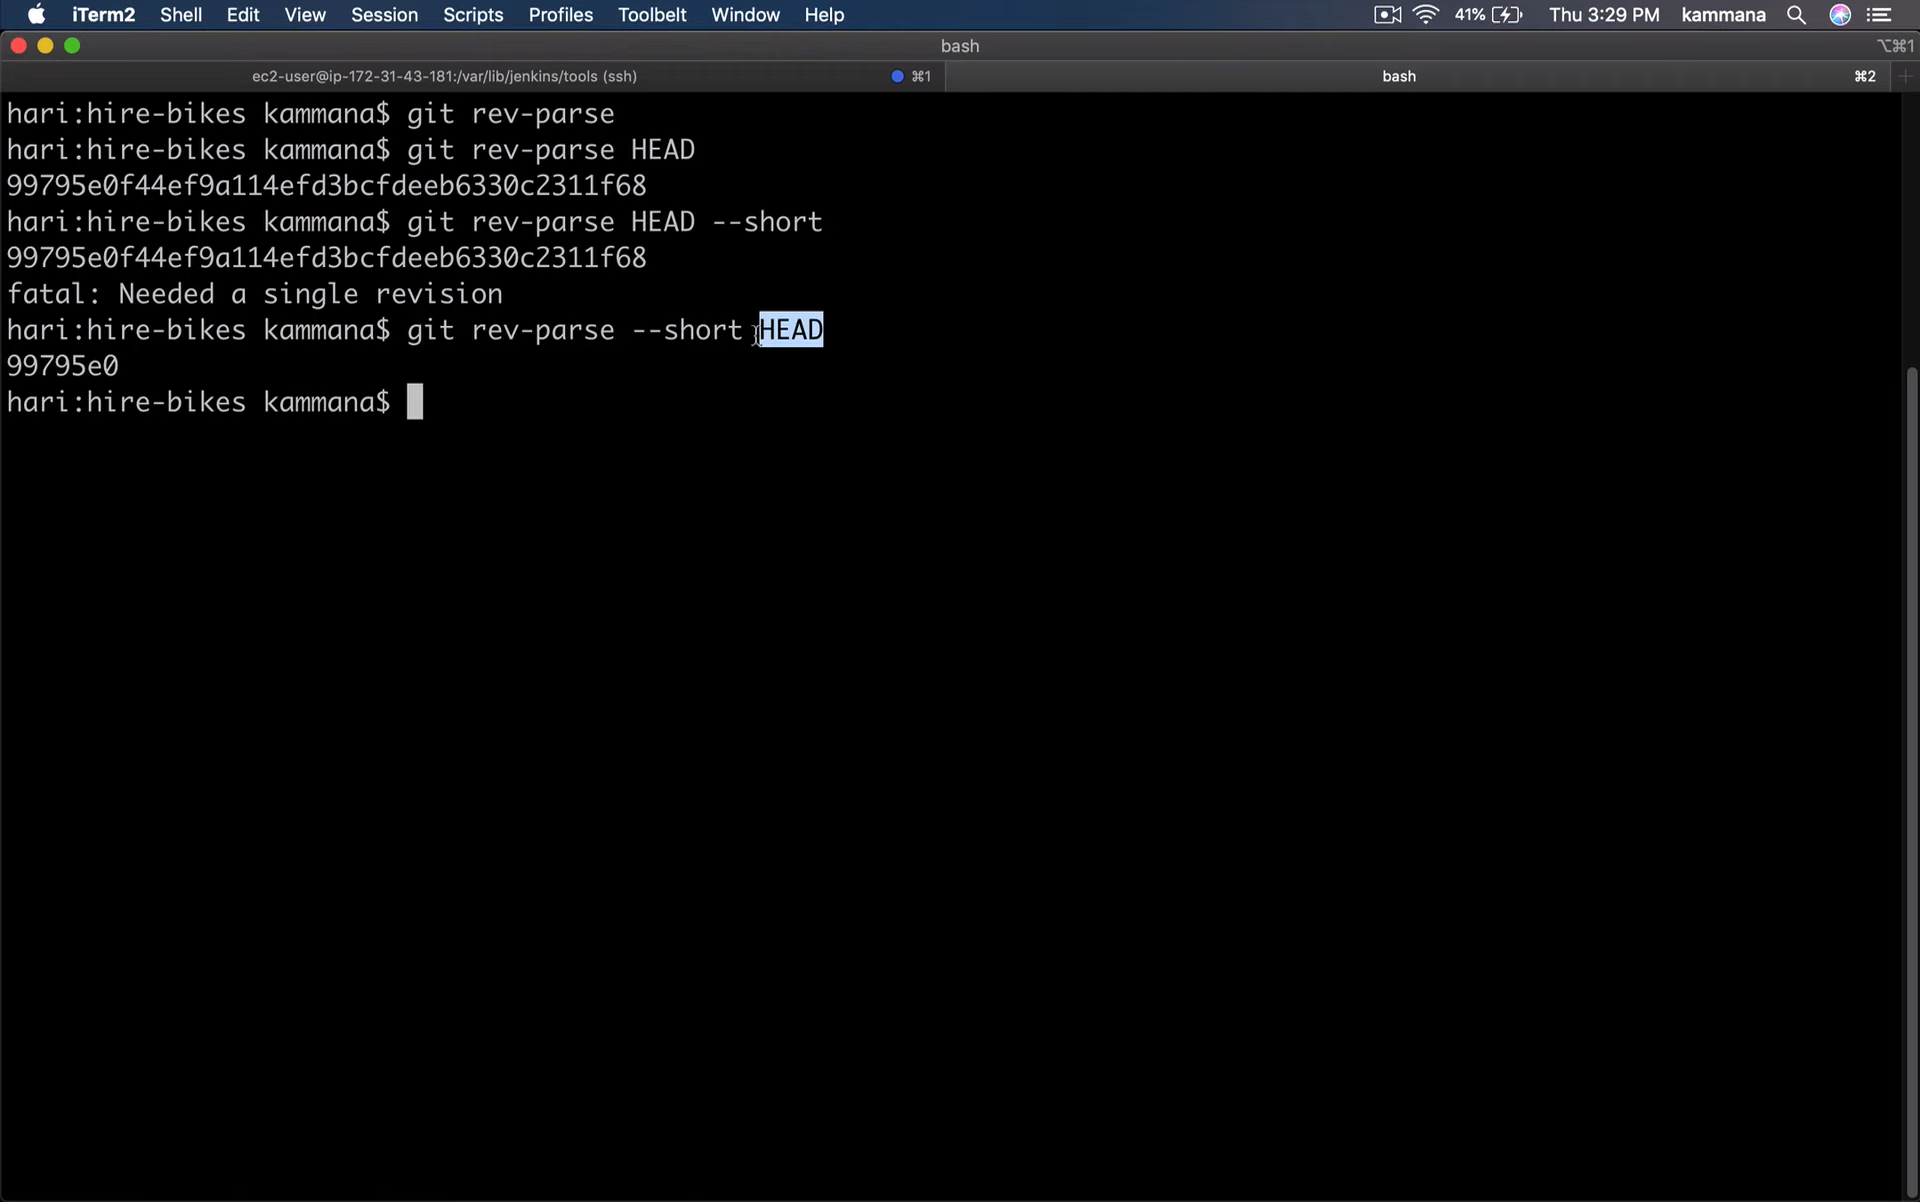 iTerm2 Shell Edit View Session Scripts Profiles Toolbelt Window Help 41% Thu 3:29 PM kammana
bash ⌥⌘1
ec2-user@ip-172-31-43-181:/var/lib/jenkins/tools (ssh) ⌘1 bash ⌘2
hari:hire-bikes kammana$ git rev-parse
hari:hire-bikes kammana$ git rev-parse HEAD
99795e0f44ef9a114efd3bcfdeeb6330c2311f68
hari:hire-bikes kammana$ git rev-parse HEAD --short
99795e0f44ef9a114efd3bcfdeeb6330c2311f68
fatal: Needed a single revision
hari:hire-bikes kammana$ git rev-parse --short HEAD
99795e0
hari:hire-bikes kammana$